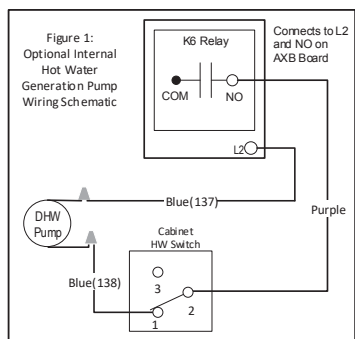 Figure 1:
Optional Internal
Hot Water
Generation Pump
Wiring Schematic
K6 Relay
COM
NO
L2
Connects to L2
and NO on
AXB Board
Blue(137)
Purple
DHW
Pump
Cabinet
HW Switch
Blue(138)
3
2
1